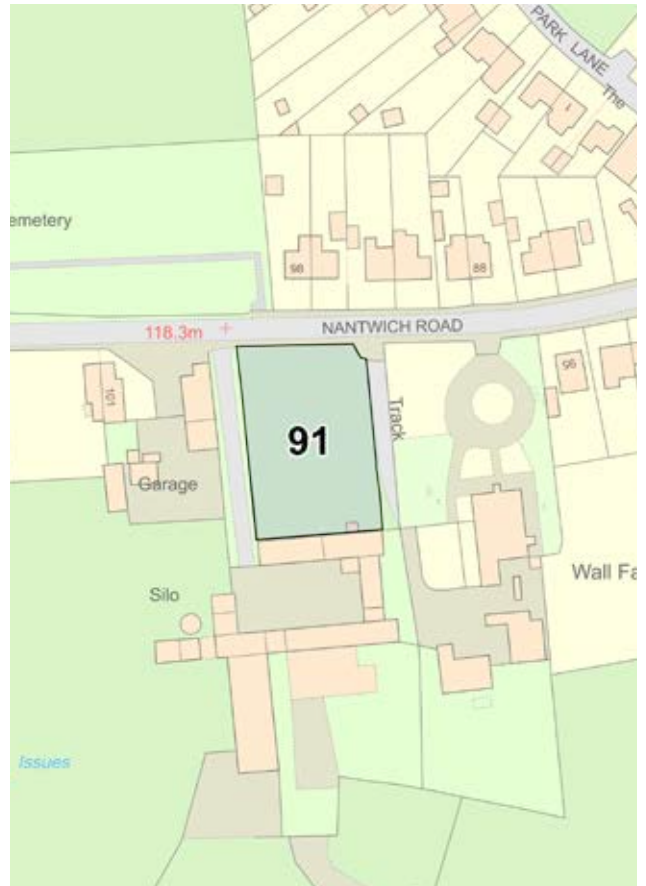 PARK LANE
The
emetery
98
88
118.3m
NANTWICH ROAD
101
91
Track
96
Garage
Wall Fa
Silo
Issues